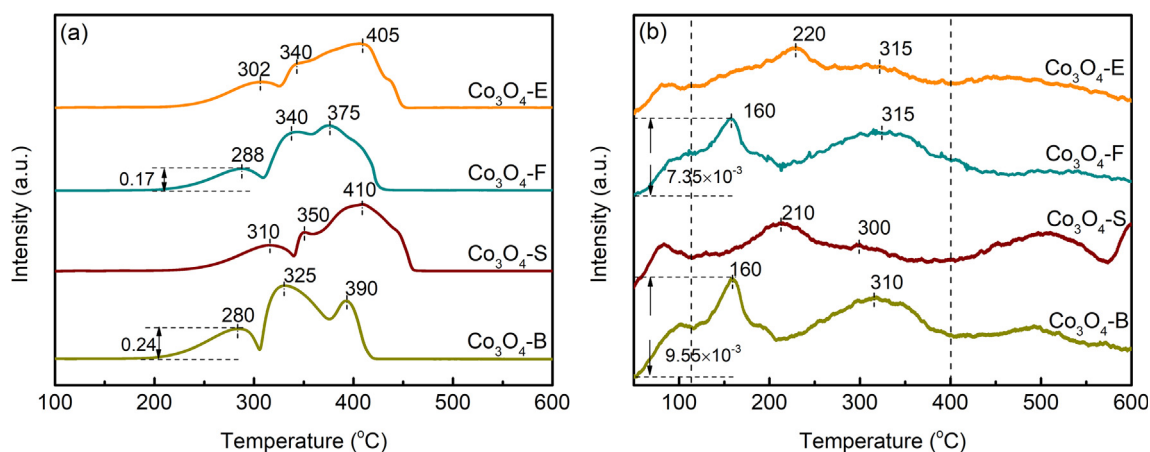 (a)
302
340
405
Co₃O₄-E
288
340
375
0.17
Co₃O₄-F
310
350
410
Co₃O₄-S
280
325
390
0.24
Co₃O₄-B
Intensity (a.u.)
100 200 300 400 500 600
Temperature (°C)
(b)
220
315
Co₃O₄-E
160
315
Co₃O₄-F
7.35×10⁻³
210
300
Co₃O₄-S
160
310
Co₃O₄-B
9.55×10⁻³
Intensity (a.u.)
100 200 300 400 500 600
Temperature (°C)